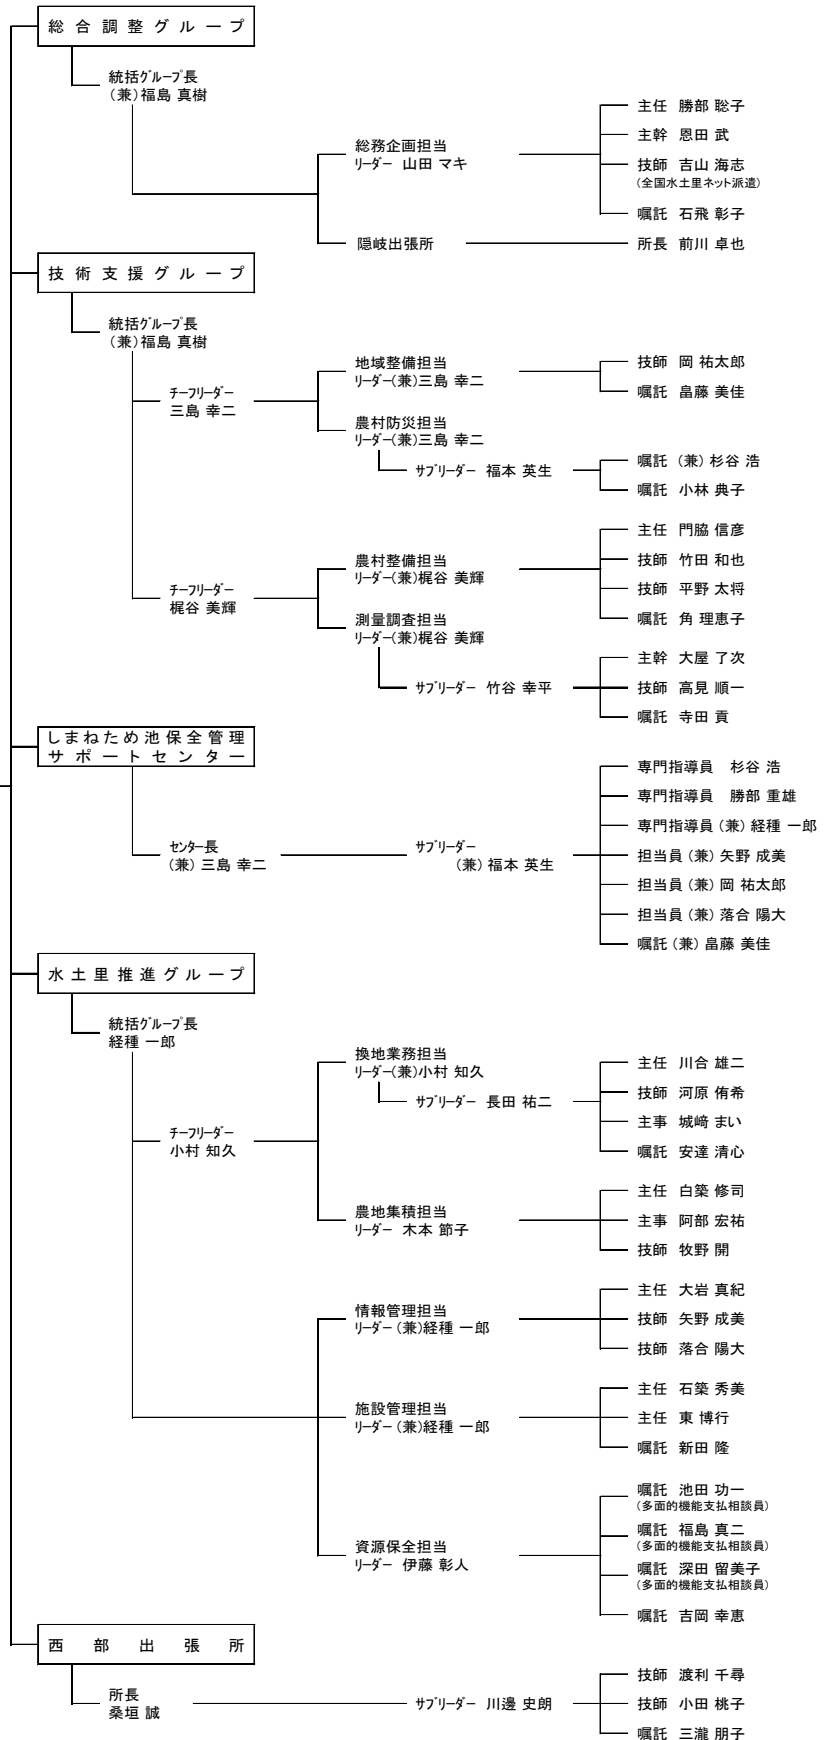 総合調整グループ
統括グループ長
(兼)福島 真樹
総務企画担当
リーダー 山田 マキ
主任 勝部 聡子
主幹 恩田 武
技師 吉山 海志
(全国水土里ネット派遣)
嘱託 石飛 彰子
隠岐出張所
所長 前川 卓也
技術支援グループ
統括グループ長
(兼)福島 真樹
チーフリーダー
三島 幸二
地域整備担当
リーダー(兼)三島 幸二
技師 岡 祐太郎
嘱託 畠藤 美佳
農村防災担当
リーダー(兼)三島 幸二
サブリーダー 福本 英生
嘱託 (兼) 杉谷 浩
嘱託 小林 典子
チーフリーダー
梶谷 美輝
農村整備担当
リーダー(兼)梶谷 美輝
主任 門脇 信彦
技師 竹田 和也
技師 平野 太将
嘱託 角 理恵子
測量調査担当
リーダー(兼)梶谷 美輝
サブリーダー 竹谷 幸平
主幹 大屋 了次
技師 高見 順一
嘱託 寺田 貢
しまねため池保全管理
サポートセンター
センター長
(兼) 三島 幸二
サブリーダー
(兼) 福本 英生
専門指導員 杉谷 浩
専門指導員 勝部 重雄
専門指導員 (兼) 経種 一郎
担当員 (兼) 矢野 成美
担当員 (兼) 岡 祐太郎
担当員 (兼) 落合 陽大
嘱託 (兼) 畠藤 美佳
水土里推進グループ
統括グループ長
経種 一郎
チーフリーダー
小村 知久
換地業務担当
リーダー(兼)小村 知久
サブリーダー 長田 祐二
主任 川合 雄二
技師 河原 侑希
主事 城﨑 まい
嘱託 安達 清心
農地集積担当
リーダー 木本 節子
主任 白築 修司
主事 阿部 宏祐
技師 牧野 開
情報管理担当
リーダー (兼)経種 一郎
主任 大岩 真紀
技師 矢野 成美
技師 落合 陽大
施設管理担当
リーダー (兼)経種 一郎
主任 石築 秀美
主任 東 博行
嘱託 新田 隆
資源保全担当
リーダー 伊藤 彰人
嘱託 池田 功一
(多面的機能支払相談員)
嘱託 福島 真二
(多面的機能支払相談員)
嘱託 深田 留美子
(多面的機能支払相談員)
嘱託 吉岡 幸恵
西部出張所
所長
桑垣 誠
サブリーダー 川邊 史朗
技師 渡利 千尋
技師 小田 桃子
嘱託 三瀧 朋子